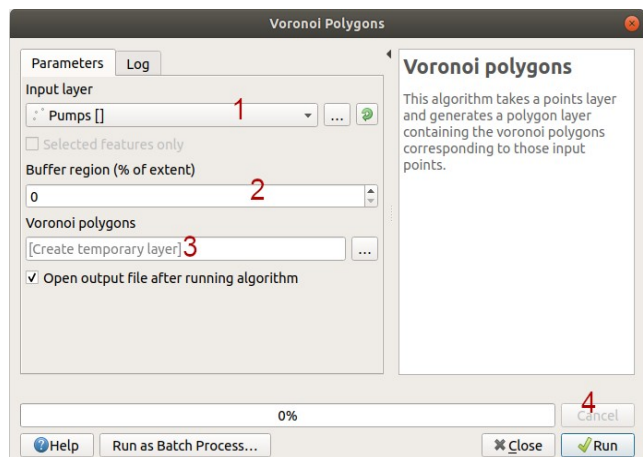 Voronoi Polygons
Parameters
Log
Input layer
Pumps []
1
...
Selected features only
Buffer region (% of extent)
0
2
Voronoi polygons
[Create temporary layer]
3
...
Open output file after running algorithm
Voronoi polygons
This algorithm takes a points layer
and generates a polygon layer
containing the voronoi polygons
corresponding to those input
points.
0%
4
Cancel
Help
Run as Batch Process...
Close
Run